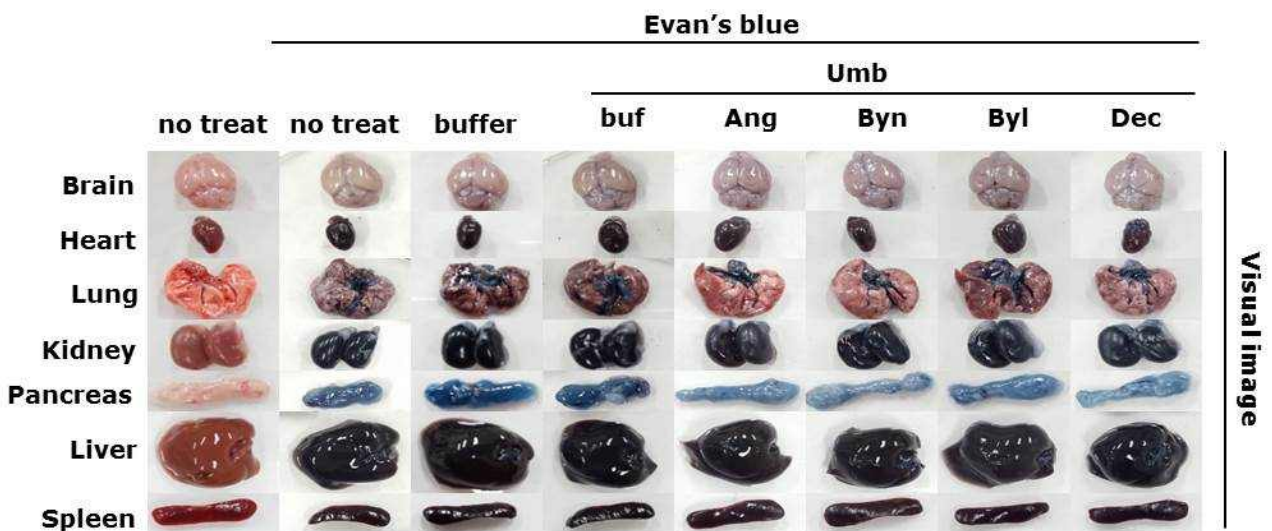 Evan's blue
Umb
no treat no treat buffer buf Ang Byn Byl Dec
Brain
Heart
Lung
Kidney
Pancreas
Liver
Spleen
Visual image